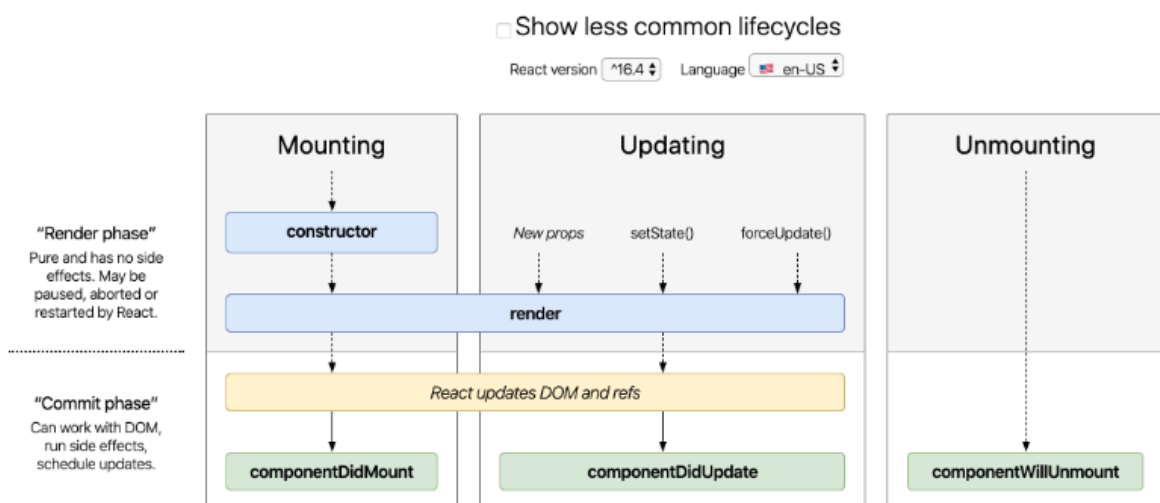 Show less common lifecycles
React version ^16.4 Language en-US
Mounting
Updating
Unmounting
"Render phase"
Pure and has no side
effects. May be
paused, aborted or
restarted by React.
constructor
New props
setState()
forceUpdate()
render
"Commit phase"
Can work with DOM,
run side effects,
schedule updates.
React updates DOM and refs
componentDidMount
componentDidUpdate
componentWillUnmount